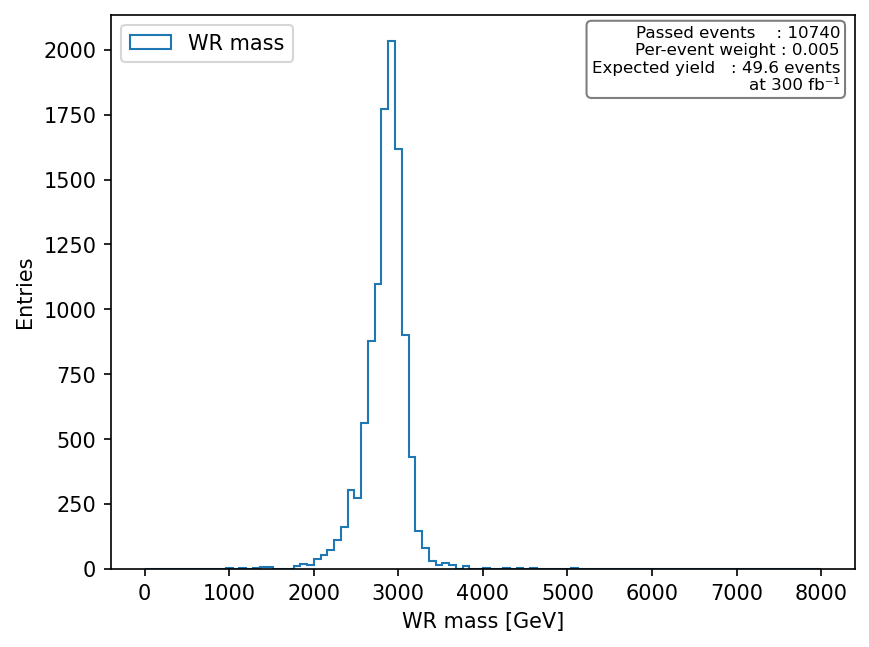 WR mass
Passed events : 10740
Per-event weight : 0.005
Expected yield : 49.6 events
at 300 fb⁻¹
2000
1750
1500
1250
1000
750
500
250
0
Entries
0 1000 2000 3000 4000 5000 6000 7000 8000
WR mass [GeV]